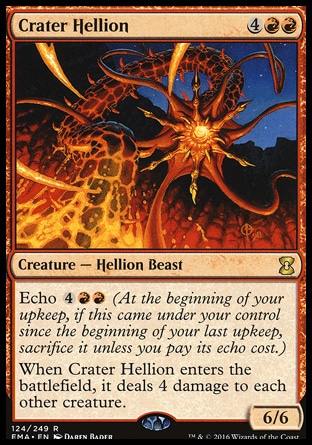 Crater Hellion 4
Creature — Hellion Beast
Echo 4 (At the beginning of your
upkeep, if this came under your control
since the beginning of your last upkeep,
sacrifice it unless you pay its echo cost.)
When Crater Hellion enters the
battlefield, it deals 4 damage to each
other creature.
6/6
124/249 R
EMA • EN DAREN BADER
™ & © 2016 Wizards of the Coast